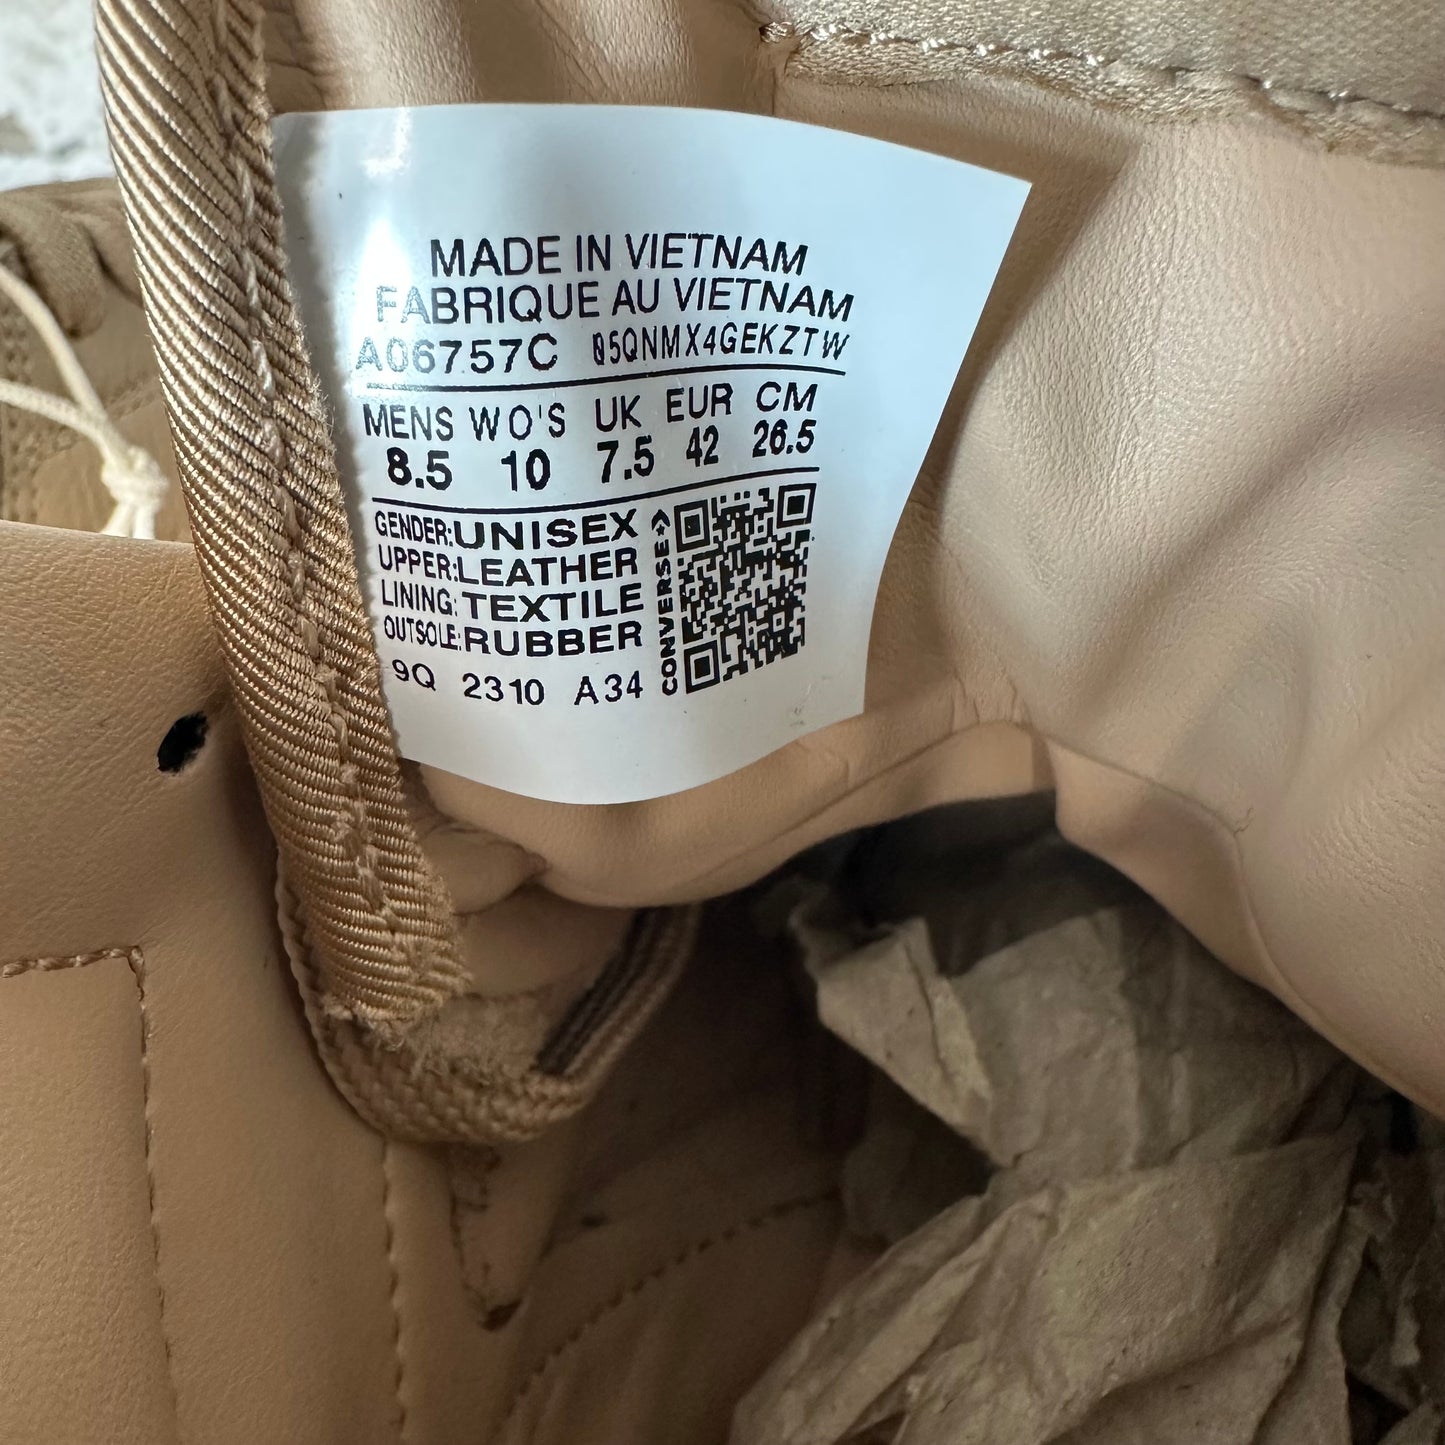 MADE IN VIETNAM
FABRIQUE AU VIETNAM
A06757C 05QNMX4GEKZTW
MENS WO'S UK EUR CM
8.5 10 7.5 42 26.5
GENDER:UNISEX
UPPER:LEATHER
LINING:TEXTILE
OUTSOLE:RUBBER
9Q 2310 A34
CONVERSE